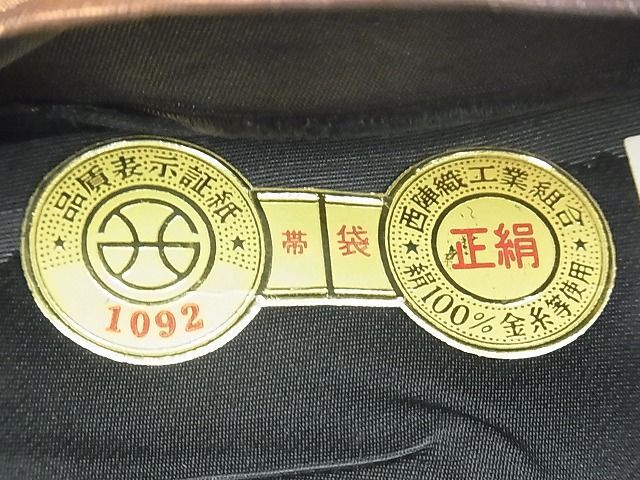 品質表示証紙
1092
帯 袋
西陣織工業組合
正絹
絹100% 金糸等使用